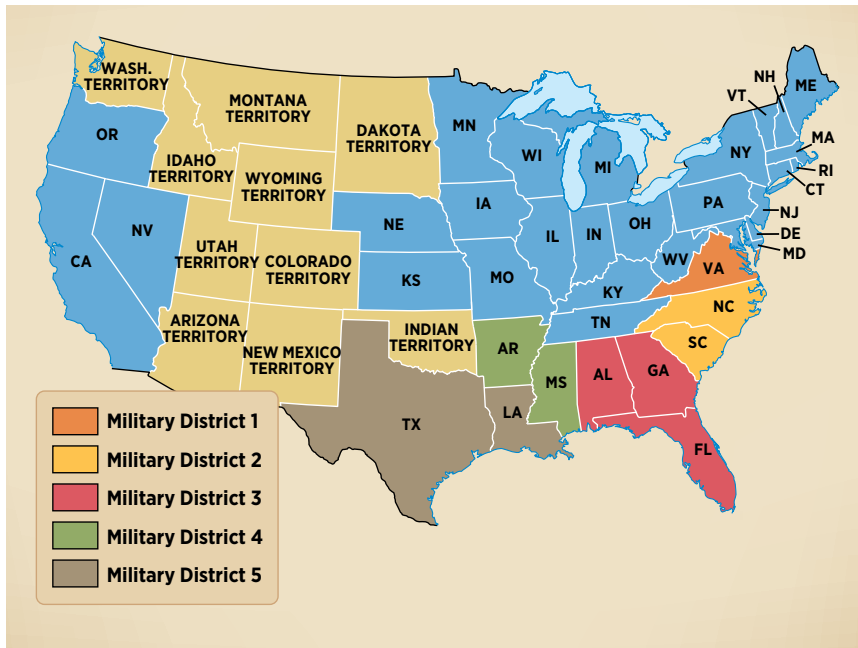 WASH.
TERRITORY
MONTANA
TERRITORY
DAKOTA
TERRITORY
MN
NH
VT
ME
OR
IDAHO
TERRITORY
WYOMING
TERRITORY
WI
MI
NY
MA
RI
CT
NV
NE
IA
PA
NJ
DE
MD
CA
UTAH
TERRITORY
COLORADO
TERRITORY
KS
MO
IL
IN
OH
WV
VA
KY
ARIZONA
TERRITORY
NEW MEXICO
TERRITORY
INDIAN
TERRITORY
AR
TN
NC
SC
TX
LA
MS
AL
GA
FL
Military District 1
Military District 2
Military District 3
Military District 4
Military District 5